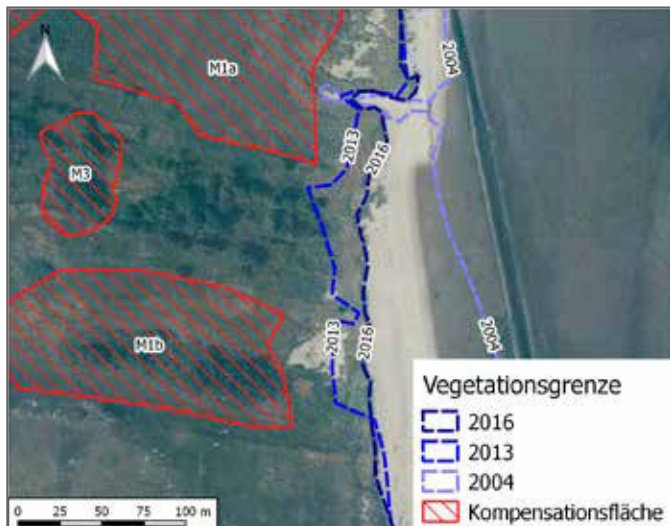 N
M1a
2004
2013
2016
M3
2013
2016
2004
M1b
Vegetationsgrenze
2016
2013
2004
Kompensationsfläche
0 25 50 75 100 m